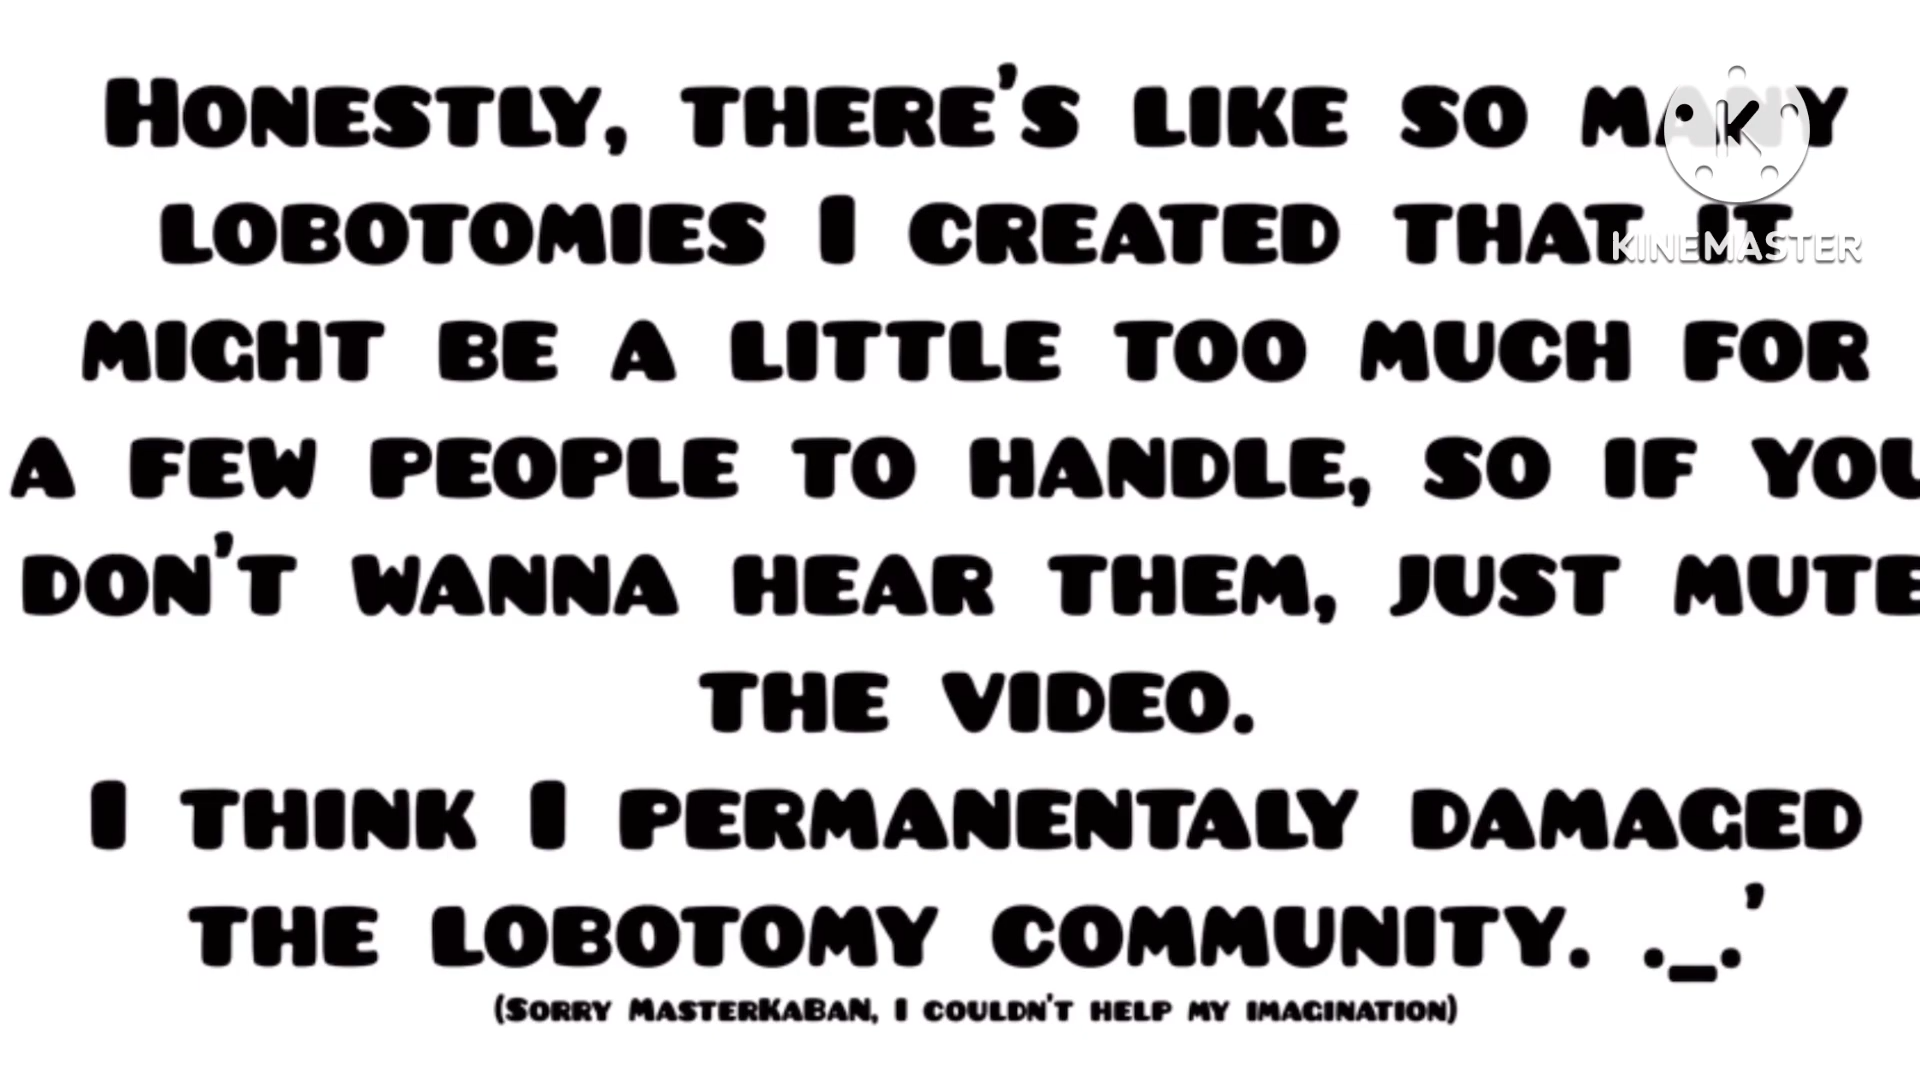 Honestly, there's like so many
lobotomies I created that it
might be a little too much for
a few people to handle, so if you
don't wanna hear them, just mute
the video.
I think I permanentaly damaged
the lobotomy community. ._.'
(Sorry MasterKaBaN, I couldn't help my imagination)
K
KINEMASTER